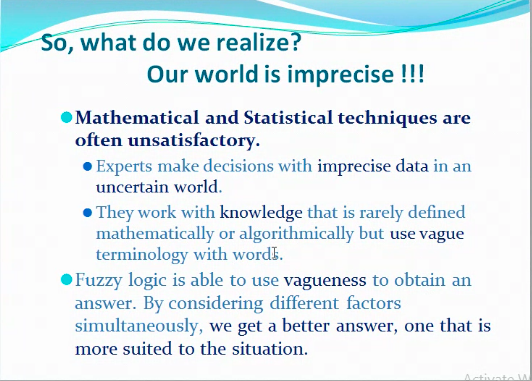 So, what do we realize?
Our world is imprecise !!!
Mathematical and Statistical techniques are
often unsatisfactory.
Experts make decisions with imprecise data in an
uncertain world.
They work with knowledge that is rarely defined
mathematically or algorithmically but use vague
terminology with words.
Fuzzy logic is able to use vagueness to obtain an
answer. By considering different factors
simultaneously, we get a better answer, one that is
more suited to the situation.
Activate W